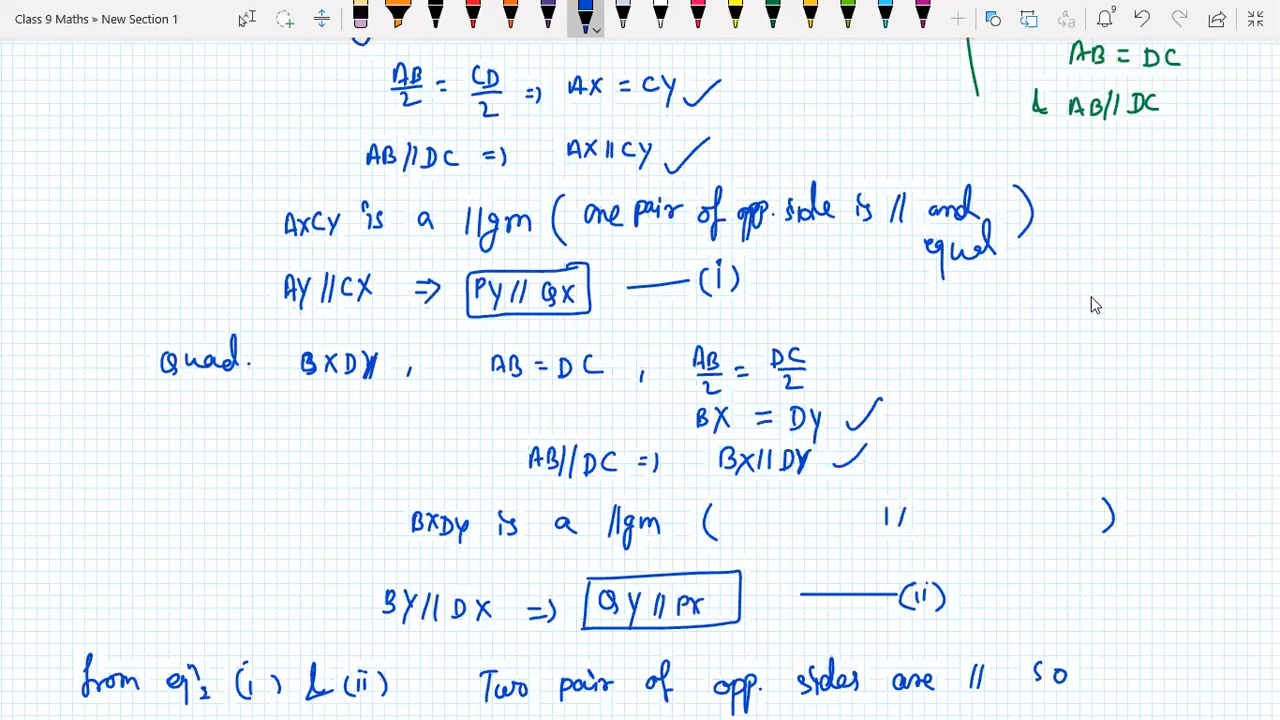 Class 9 Maths » New Section 1
9
AB = DC
& AB // DC
AB/2 = CD/2 => AX = CY ✓
AB // DC => AX || CY ✓
AXCY is a //gm ( one pair of opp. side is // and equal )
AY // CX => PY // QX —— (i)
Quad. BXDY , AB = DC , AB/2 = DC/2
BX = DY ✓
AB // DC => BX // DY ✓
BXDY is a //gm ( 11 )
BY // DX => QY // PX —— (ii)
from eqn's (i) & (ii) Two pair of opp. sides are // so